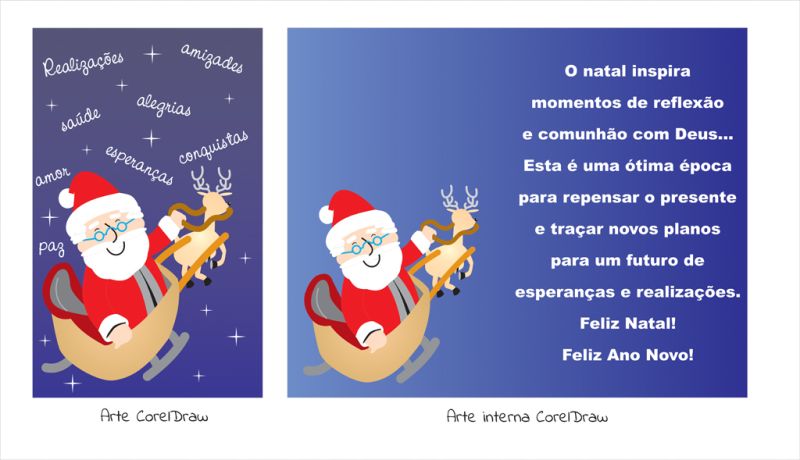 Realizações
amizades
saúde
alegrias
esperanças
conquistas
amor
paz
O natal inspira
momentos de reflexão
e comunhão com Deus...
Esta é uma ótima época
para repensar o presente
e traçar novos planos
para um futuro de
esperanças e realizações.
Feliz Natal!
Feliz Ano Novo!
Arte CorelDraw
Arte interna CorelDraw